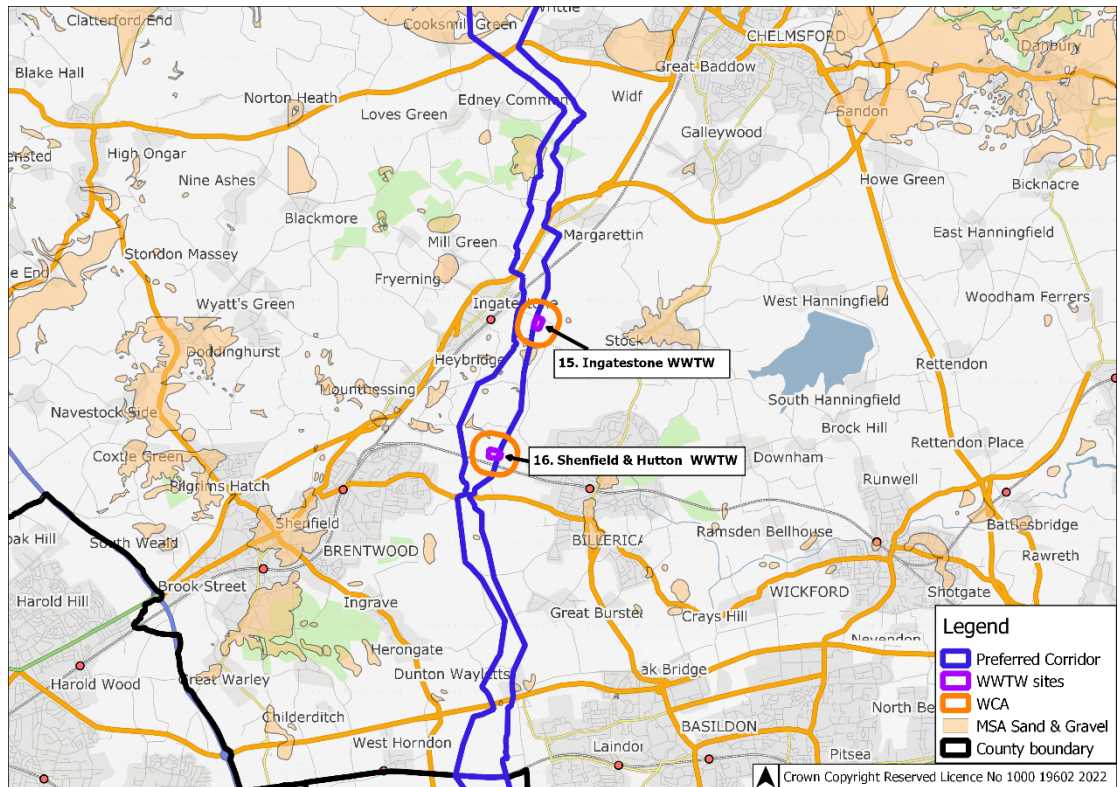 Clatterford End
Cooksmill Green
CHELMSFORD
Danbury
Blake Hall
Great Baddow
Norton Heath
Edney Common
Widf
Loves Green
Sandon
Galleywood
High Ongar
Nine Ashes
Howe Green
Bicknacre
Blackmore
Mill Green
Margarettin
East Hanningfield
Stondon Massey
Fryerning
Wyatt's Green
West Hanningfield
Woodham Ferrers
Stock
15. Ingatestone WWTW
Doddinghurst
Heybridge
Rettendon
Mountnessing
South Hanningfield
Navestock Side
Brock Hill
Rettendon Place
Coxtie Green
16. Shenfield & Hutton WWTW
Downham
Runwell
Pilgrims Hatch
Shenfield
Battlesbridge
South Weald
BRENTWOOD
BILLERICA
Ramsden Bellhouse
Rawreth
Brook Street
Harold Hill
WICKFORD
Shotgate
Ingrave
Great Burstea
Crays Hill
Nevendon
Herongate
Dunton Wayletts
oak Bridge
Harold Wood
Great Warley
North Be
Childerditch
BASILDON
West Horndon
Laindon
Pitsea
Legend
Preferred Corridor
WWTW sites
WCA
MSA Sand & Gravel
County boundary
Crown Copyright Reserved Licence No 1000 19602 2022